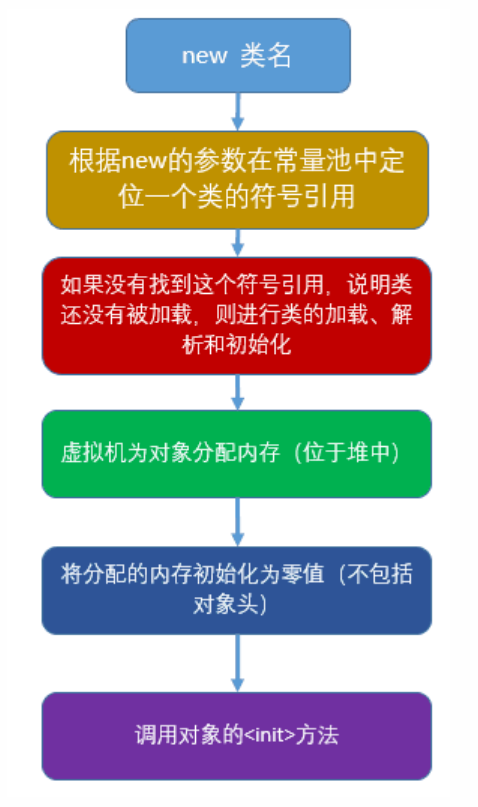 new 类名
根据new的参数在常量池中定
位一个类的符号引用
如果没有找到这个符号引用，说明类
还没有被加载，则进行类的加载、解
析和初始化
虚拟机为对象分配内存（位于堆中）
将分配的内存初始化为零值（不包括
对象头）
调用对象的<init>方法